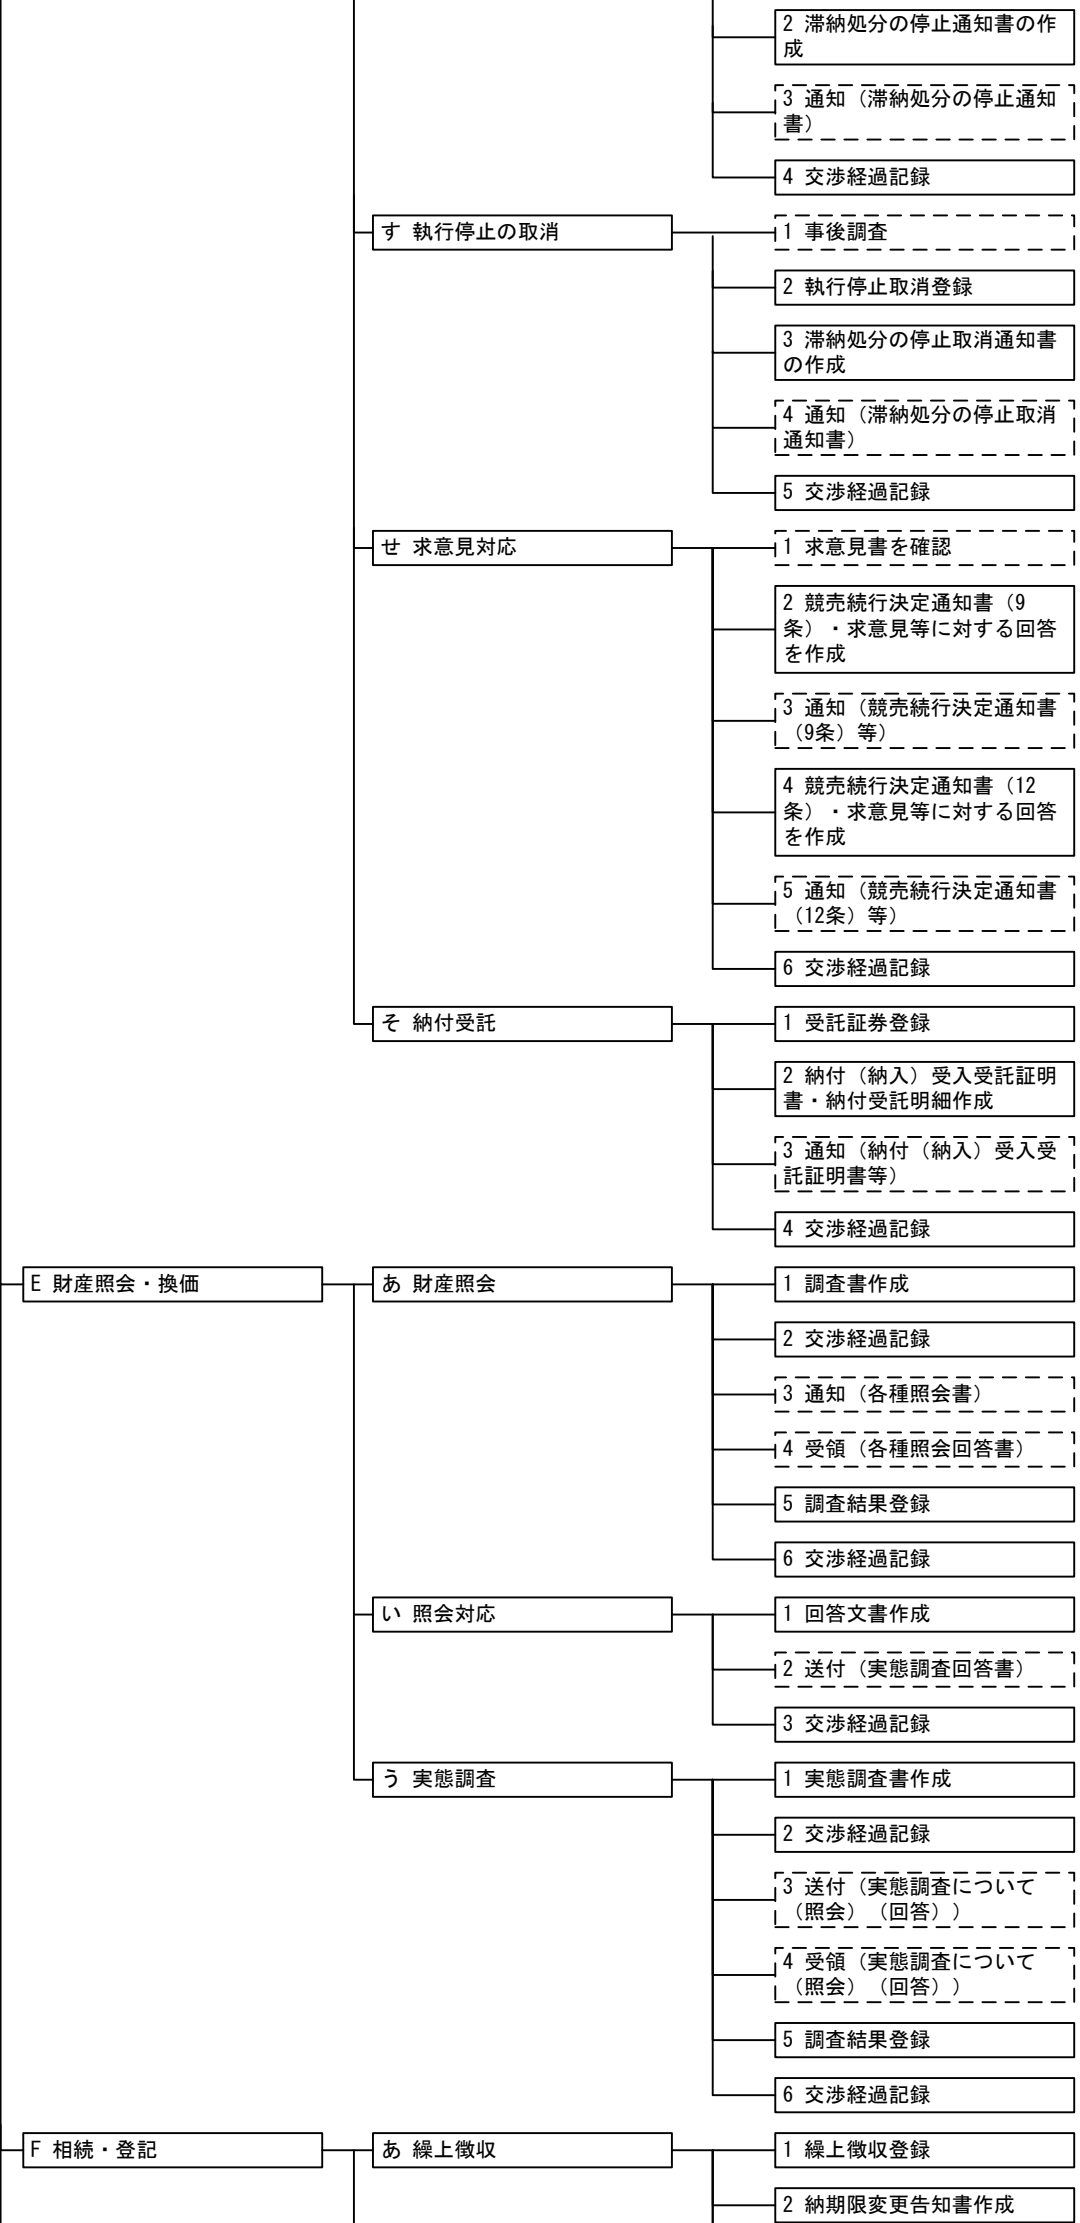 2 滞納処分の停止通知書の作
成
3 通知（滞納処分の停止通知
書）
4 交渉経過記録
す 執行停止の取消
1 事後調査
2 執行停止取消登録
3 滞納処分の停止取消通知書
の作成
4 通知（滞納処分の停止取消
通知書）
5 交渉経過記録
せ 求意見対応
1 求意見書を確認
2 競売続行決定通知書（9
条）・求意見等に対する回答
を作成
3 通知（競売続行決定通知書
（9条）等）
4 競売続行決定通知書（12
条）・求意見等に対する回答
を作成
5 通知（競売続行決定通知書
（12条）等）
6 交渉経過記録
そ 納付受託
1 受託証券登録
2 納付（納入）受入受託証明
書・納付受託明細作成
3 通知（納付（納入）受入受
託証明書等）
4 交渉経過記録
E 財産照会・換価
あ 財産照会
1 調査書作成
2 交渉経過記録
3 通知（各種照会書）
4 受領（各種照会回答書）
5 調査結果登録
6 交渉経過記録
い 照会対応
1 回答文書作成
2 送付（実態調査回答書）
3 交渉経過記録
う 実態調査
1 実態調査書作成
2 交渉経過記録
3 送付（実態調査について
（照会）（回答））
4 受領（実態調査について
（照会）（回答））
5 調査結果登録
6 交渉経過記録
F 相続・登記
あ 繰上徴収
1 繰上徴収登録
2 納期限変更告知書作成